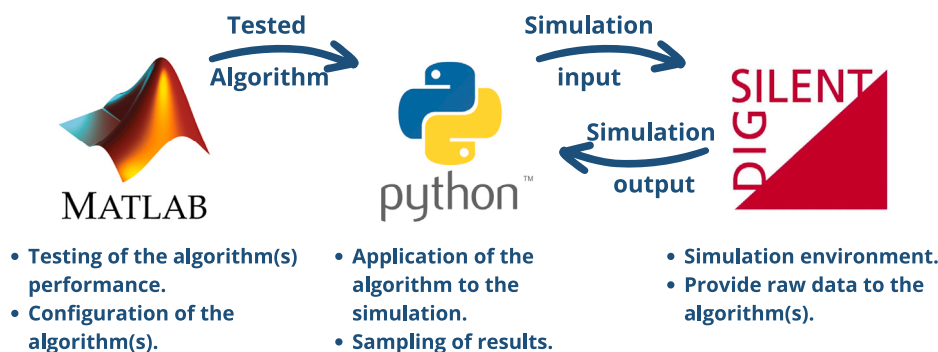 Tested
Algorithm
Simulation
input
Simulation
output
MATLAB
python™
DIG
SILENT
• Testing of the algorithm(s)
performance.
• Configuration of the
algorithm(s).
• Application of the
algorithm to the
simulation.
• Sampling of results.
• Simulation environment.
• Provide raw data to the
algorithm(s).